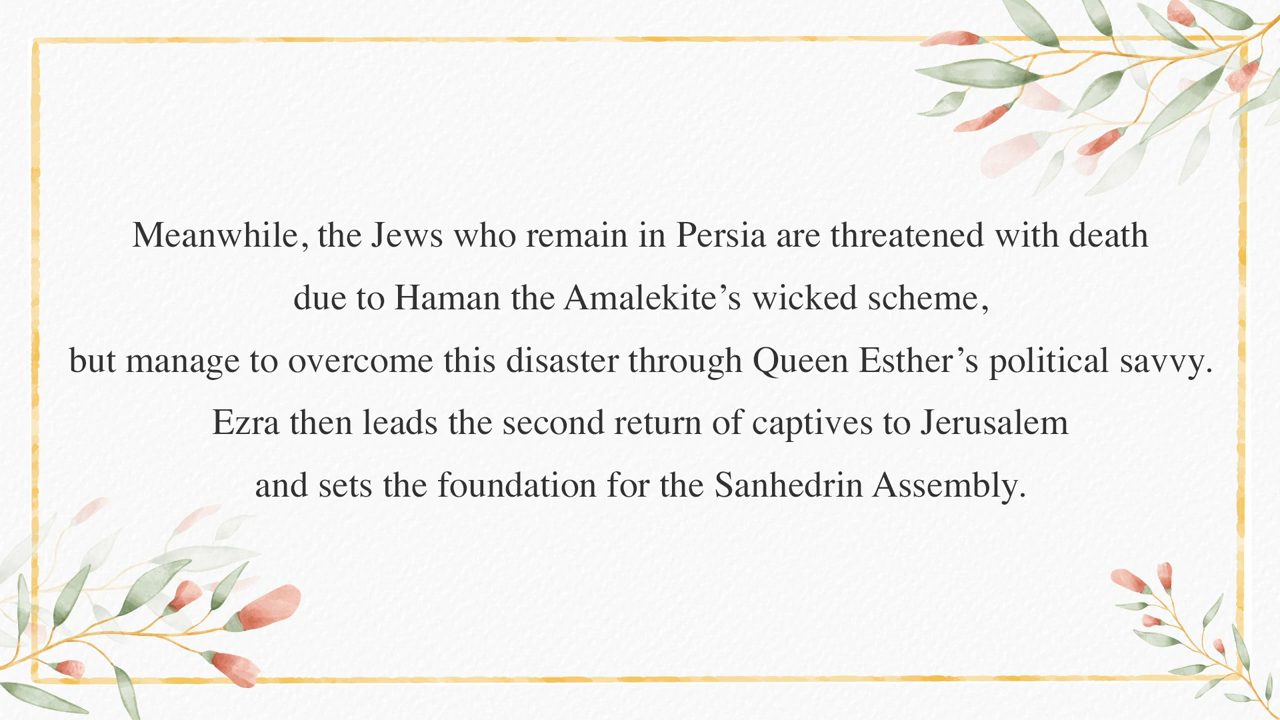 Meanwhile, the Jews who remain in Persia are threatened with death
due to Haman the Amalekite’s wicked scheme,
but manage to overcome this disaster through Queen Esther’s political savvy.
Ezra then leads the second return of captives to Jerusalem
and sets the foundation for the Sanhedrin Assembly.